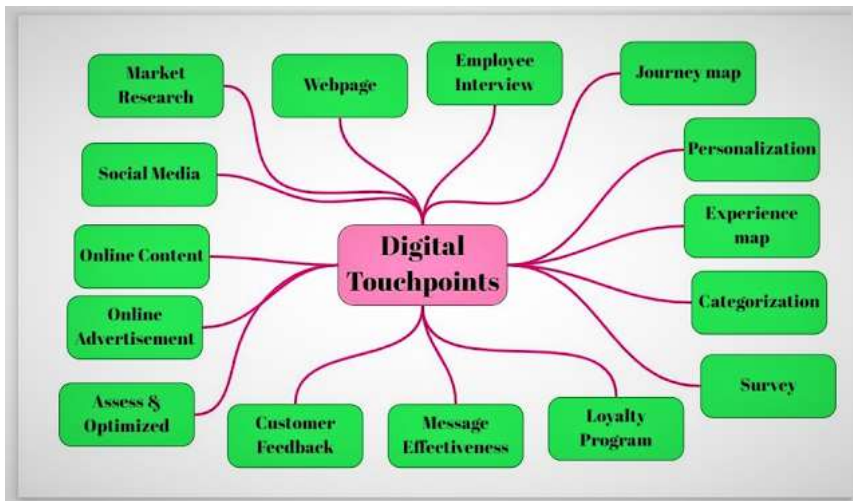 Market
Research
Webpage
Employee
Interview
Journey map
Social Media
Personalization
Online Content
Digital
Touchpoints
Experience
map
Online
Advertisement
Categorization
Assess &
Optimized
Customer
Feedback
Message
Effectiveness
Loyalty
Program
Survey